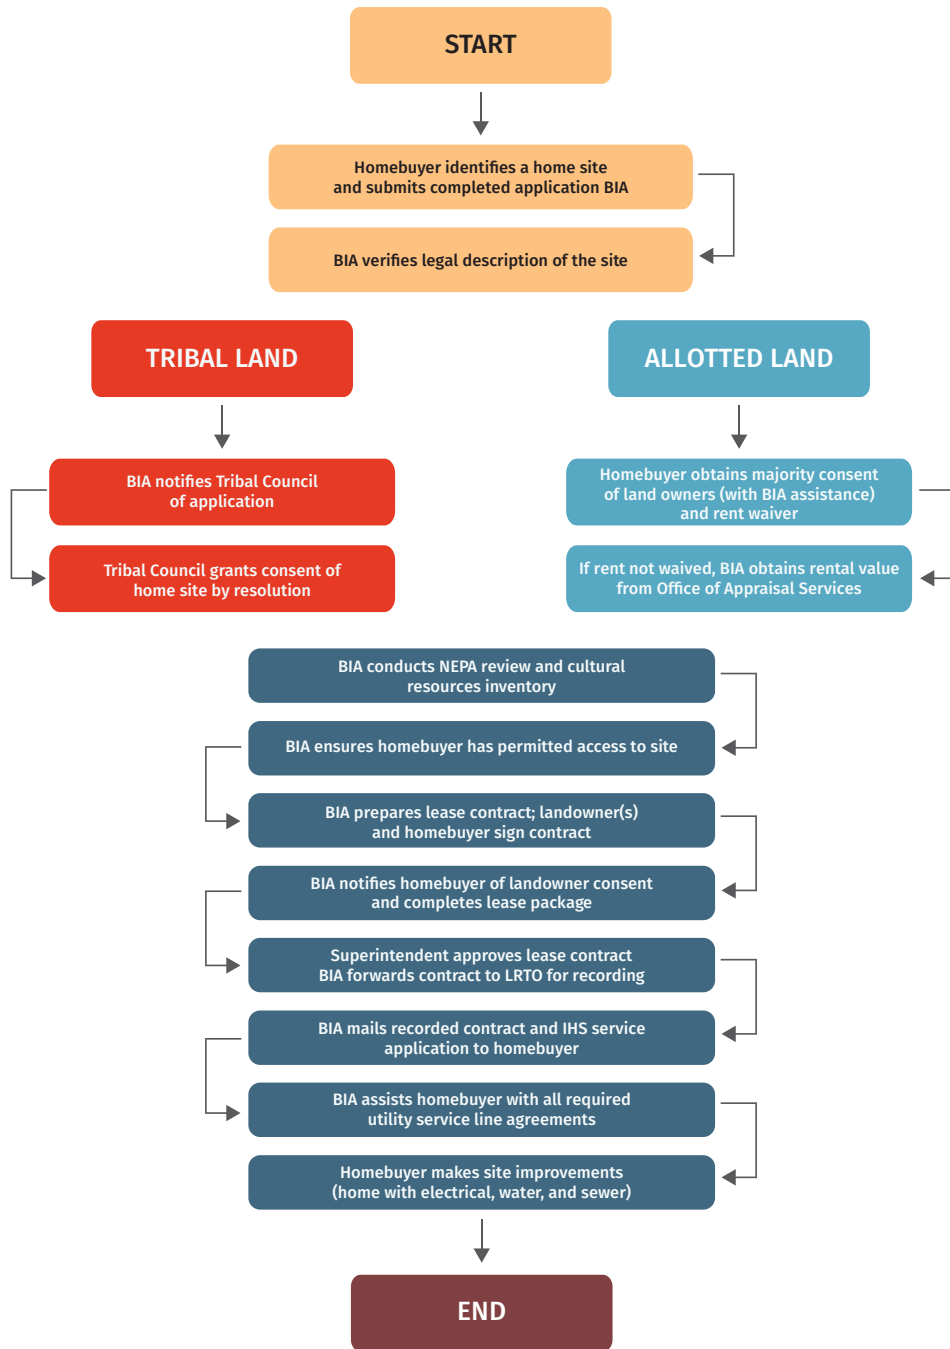 START
Homebuyer identifies a home site
and submits completed application BIA
BIA verifies legal description of the site
TRIBAL LAND
BIA notifies Tribal Council
of application
Tribal Council grants consent of
home site by resolution
ALLOTTED LAND
Homebuyer obtains majority consent
of land owners (with BIA assistance)
and rent waiver
If rent not waived, BIA obtains rental value
from Office of Appraisal Services
BIA conducts NEPA review and cultural
resources inventory
BIA ensures homebuyer has permitted access to site
BIA prepares lease contract; landowner(s)
and homebuyer sign contract
BIA notifies homebuyer of landowner consent
and completes lease package
Superintendent approves lease contract
BIA forwards contract to LRTO for recording
BIA mails recorded contract and IHS service
application to homebuyer
BIA assists homebuyer with all required
utility service line agreements
Homebuyer makes site improvements
(home with electrical, water, and sewer)
END